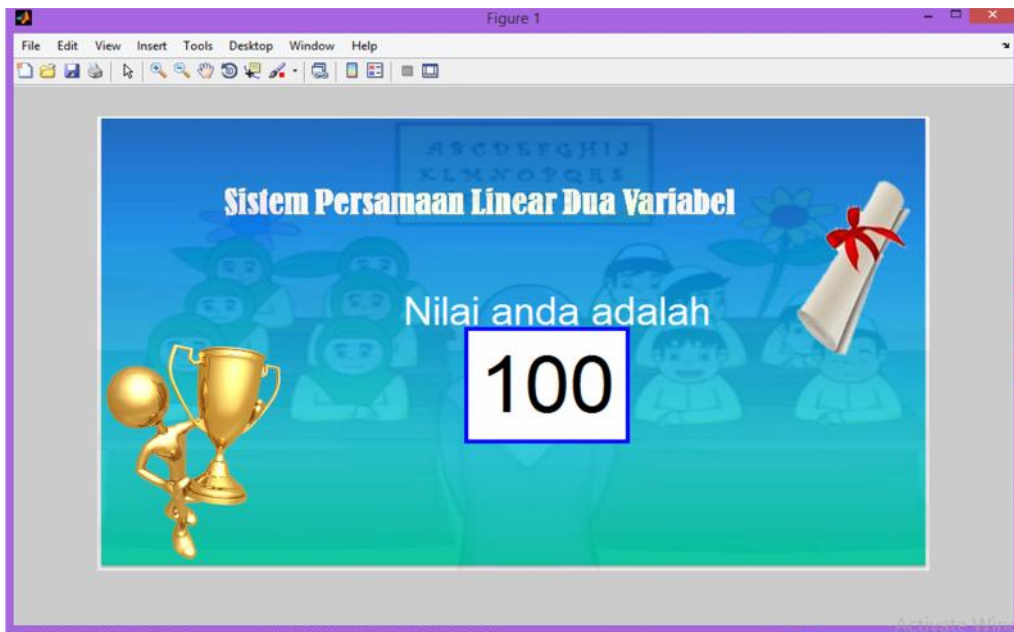 Figure 1
File Edit View Insert Tools Desktop Window Help
A B C D E F G H I J
K L M N O P Q R S
Sistem Persamaan Linear Dua Variabel
Nilai anda adalah
100